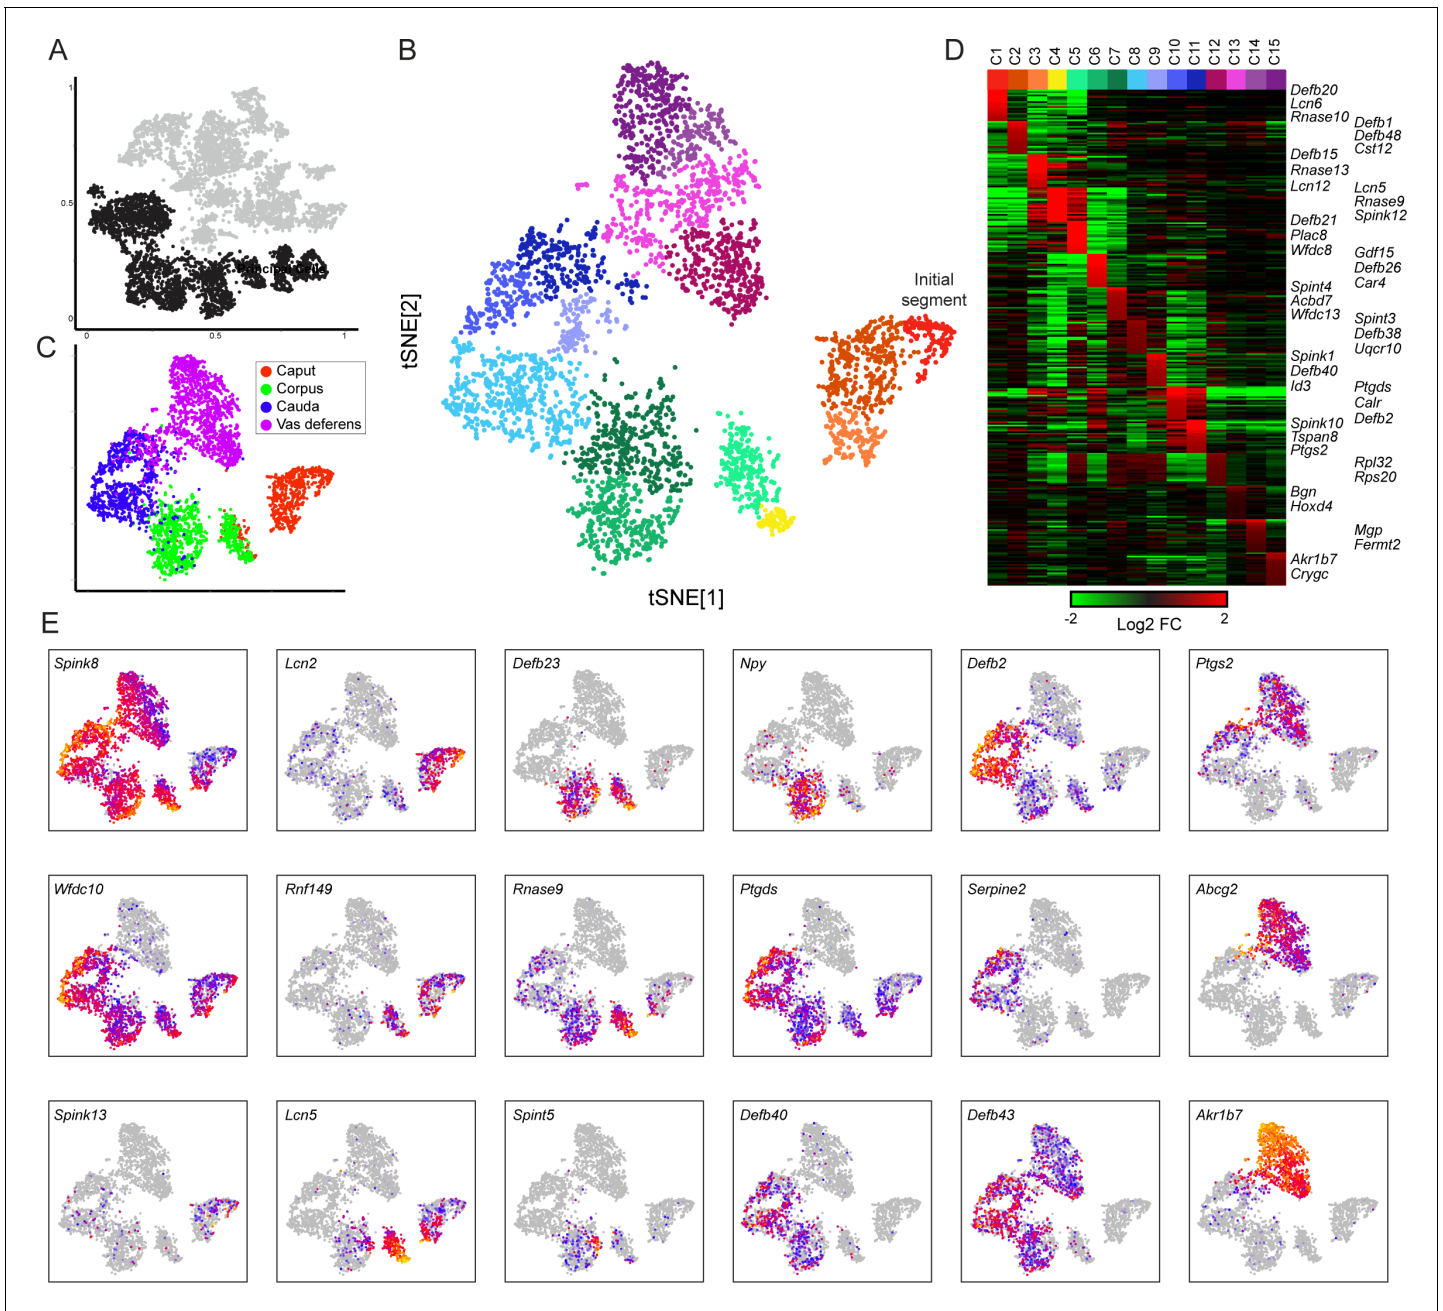 A
1
0.5
0
0
0.5
1
Principal Cells
B
Initial
segment
tSNE[2]
tSNE[1]
C
Caput
Corpus
Cauda
Vas deferens
D
C1
C2
C3
C4
C5
C6
C7
C8
C9
C10
C11
C12
C13
C14
C15
Defb20
Lcn6
Rnase10
Defb1
Defb48
Cst12
Defb15
Rnase13
Lcn12
Lcn5
Rnase9
Spink12
Defb21
Plac8
Wfdc8
Gdf15
Defb26
Car4
Spint4
Acbd7
Wfdc13
Spint3
Defb38
Uqcr10
Spink1
Defb40
Id3
Ptgds
Calr
Defb2
Spink10
Tspan8
Ptgs2
Rpl32
Rps20
Bgn
Hoxd4
Mgp
Fermt2
Akr1b7
Crygc
-2
2
Log2 FC
E
Spink8
Lcn2
Defb23
Npy
Defb2
Ptgs2
Wfdc10
Rnf149
Rnase9
Ptgds
Serpine2
Abcg2
Spink13
Lcn5
Spint5
Defb40
Defb43
Akr1b7